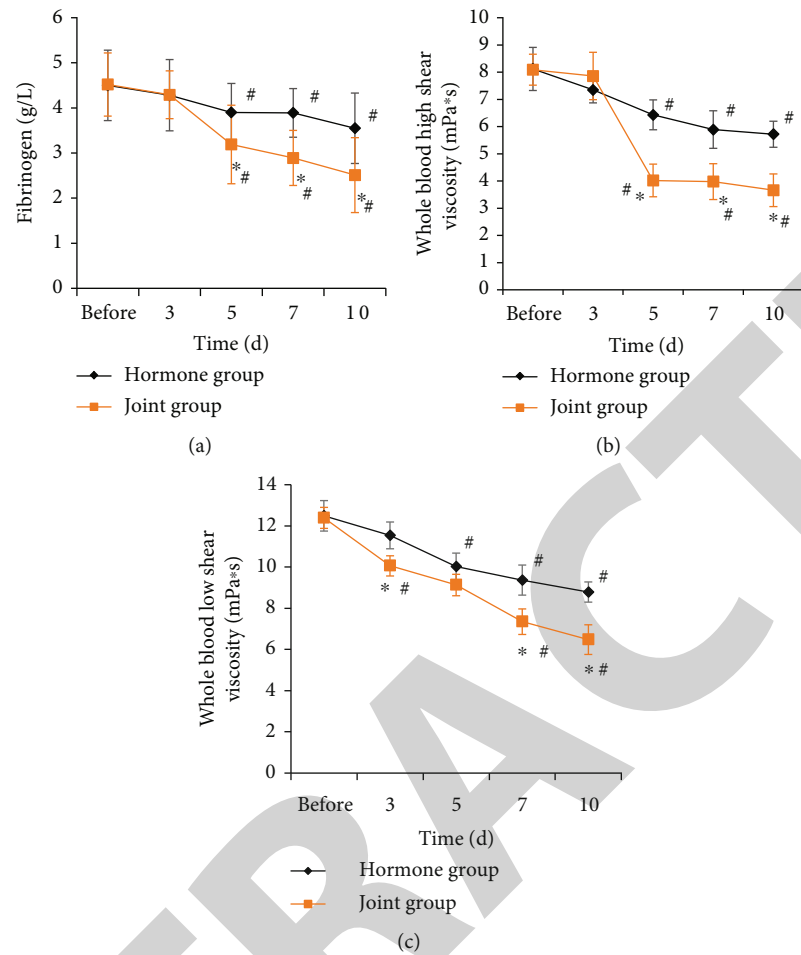 6
5
4
3
2
1
0
Fibrinogen (g/L)
# # #
* # * # * #
Before 3 5 7 10
Time (d)
Hormone group
Joint group
(a)
10
9
8
7
6
5
4
3
2
1
0
Whole blood high shear
viscosity (mPa*s)
# # #
# * * # * #
Before 3 5 7 10
Time (d)
Hormone group
Joint group
(b)
14
12
10
8
6
4
2
0
Whole blood low shear
viscosity (mPa*s)
# # #
* # * # * #
Before 3 5 7 10
Time (d)
Hormone group
Joint group
(c)
TRACT